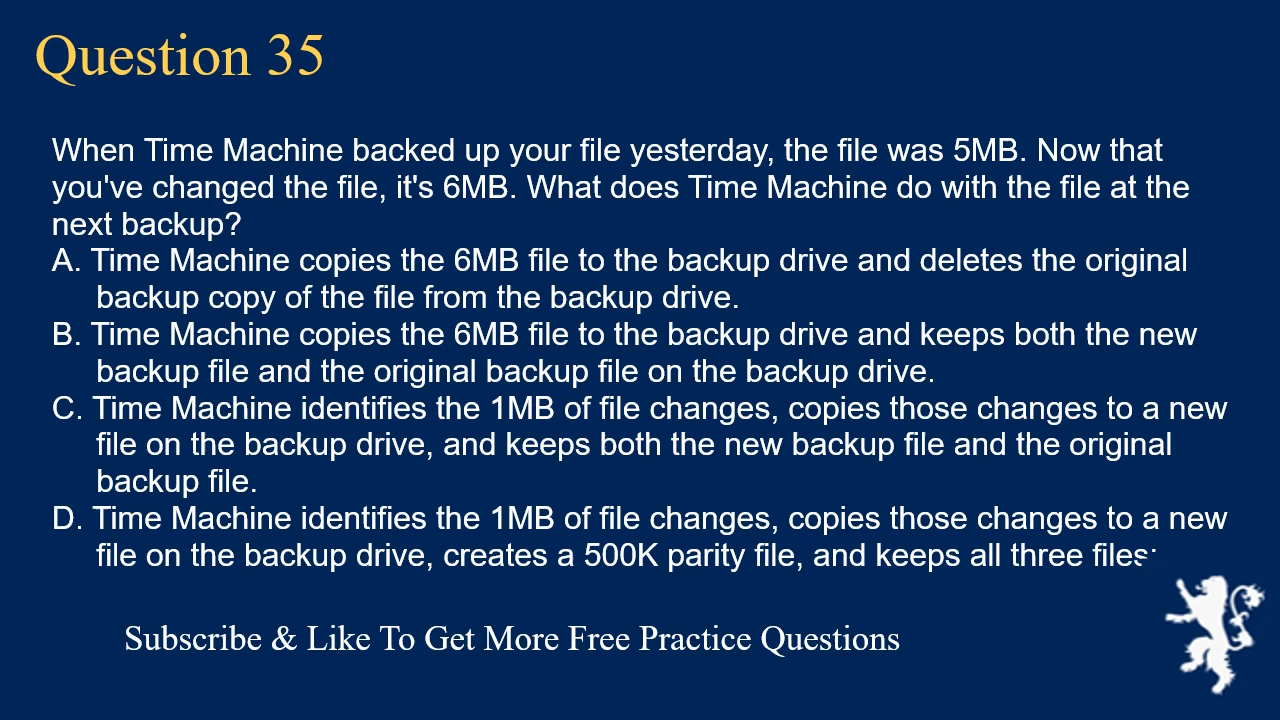 Question 35
When Time Machine backed up your file yesterday, the file was 5MB. Now that
you've changed the file, it's 6MB. What does Time Machine do with the file at the
next backup?
A. Time Machine copies the 6MB file to the backup drive and deletes the original
backup copy of the file from the backup drive.
B. Time Machine copies the 6MB file to the backup drive and keeps both the new
backup file and the original backup file on the backup drive.
C. Time Machine identifies the 1MB of file changes, copies those changes to a new
file on the backup drive, and keeps both the new backup file and the original
backup file.
D. Time Machine identifies the 1MB of file changes, copies those changes to a new
file on the backup drive, creates a 500K parity file, and keeps all three files.
Subscribe & Like To Get More Free Practice Questions